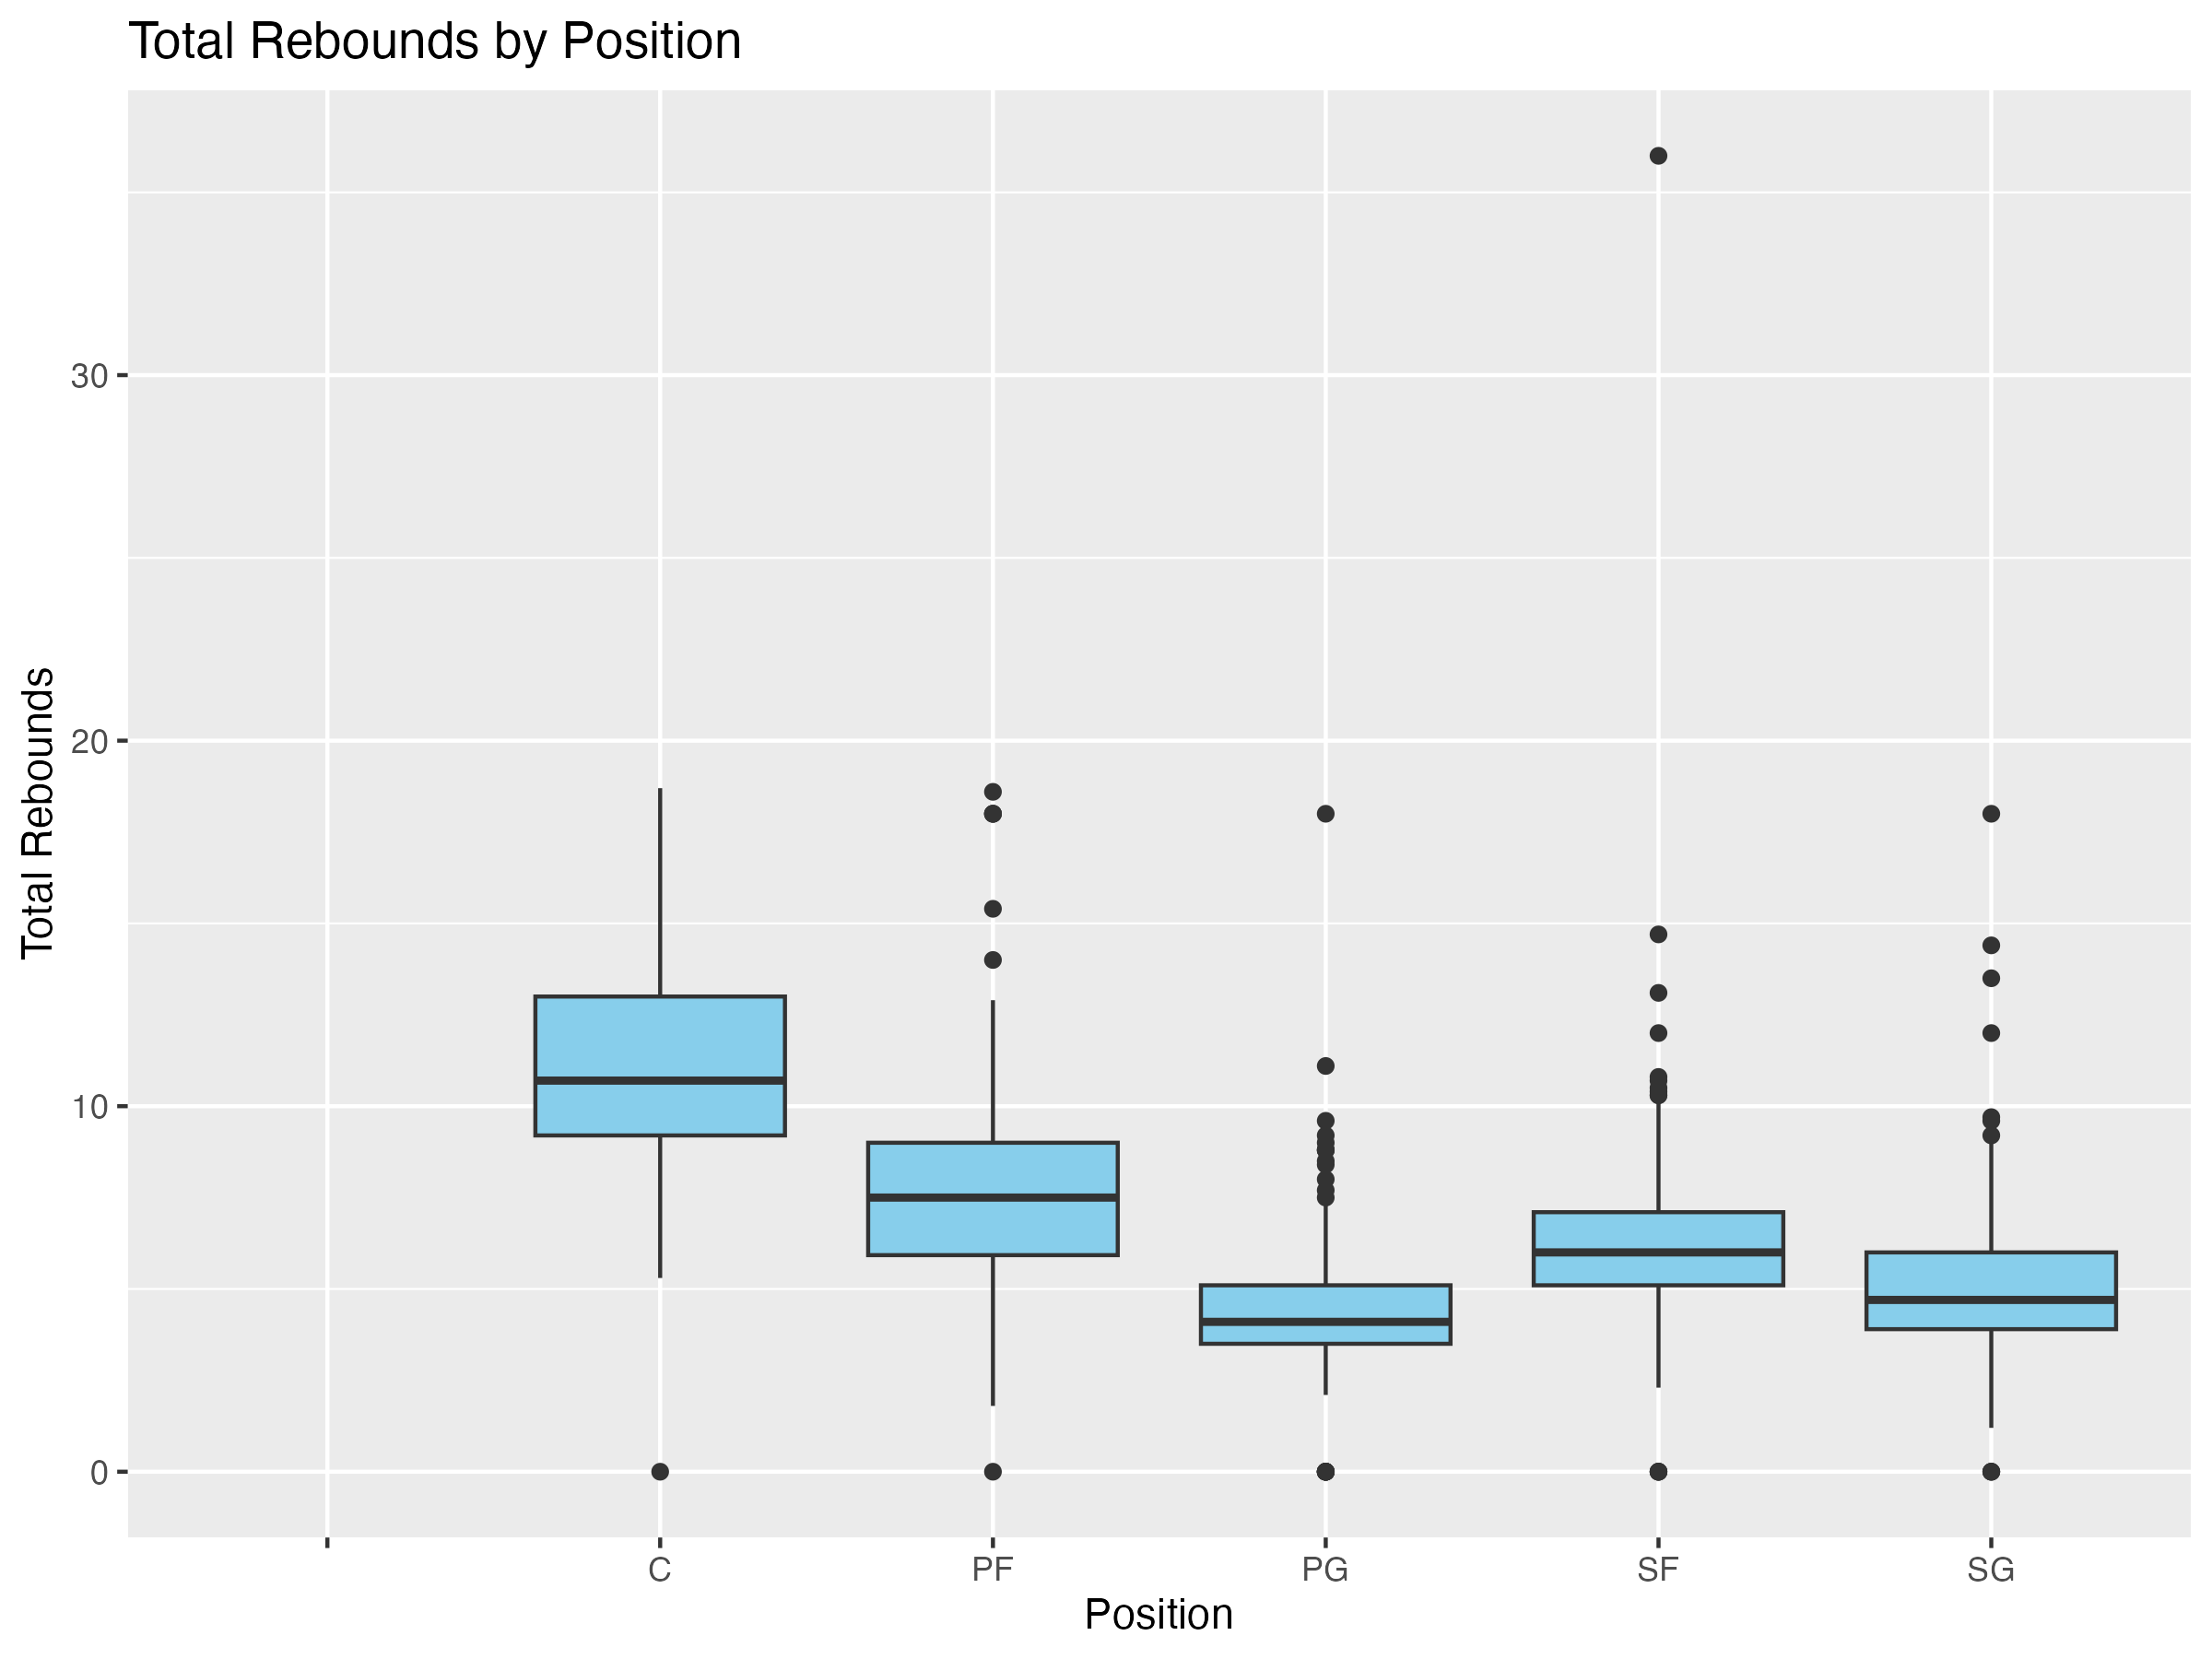 Total Rebounds by Position
Total Rebounds
30
20
10
0
C PF PG SF SG
Position